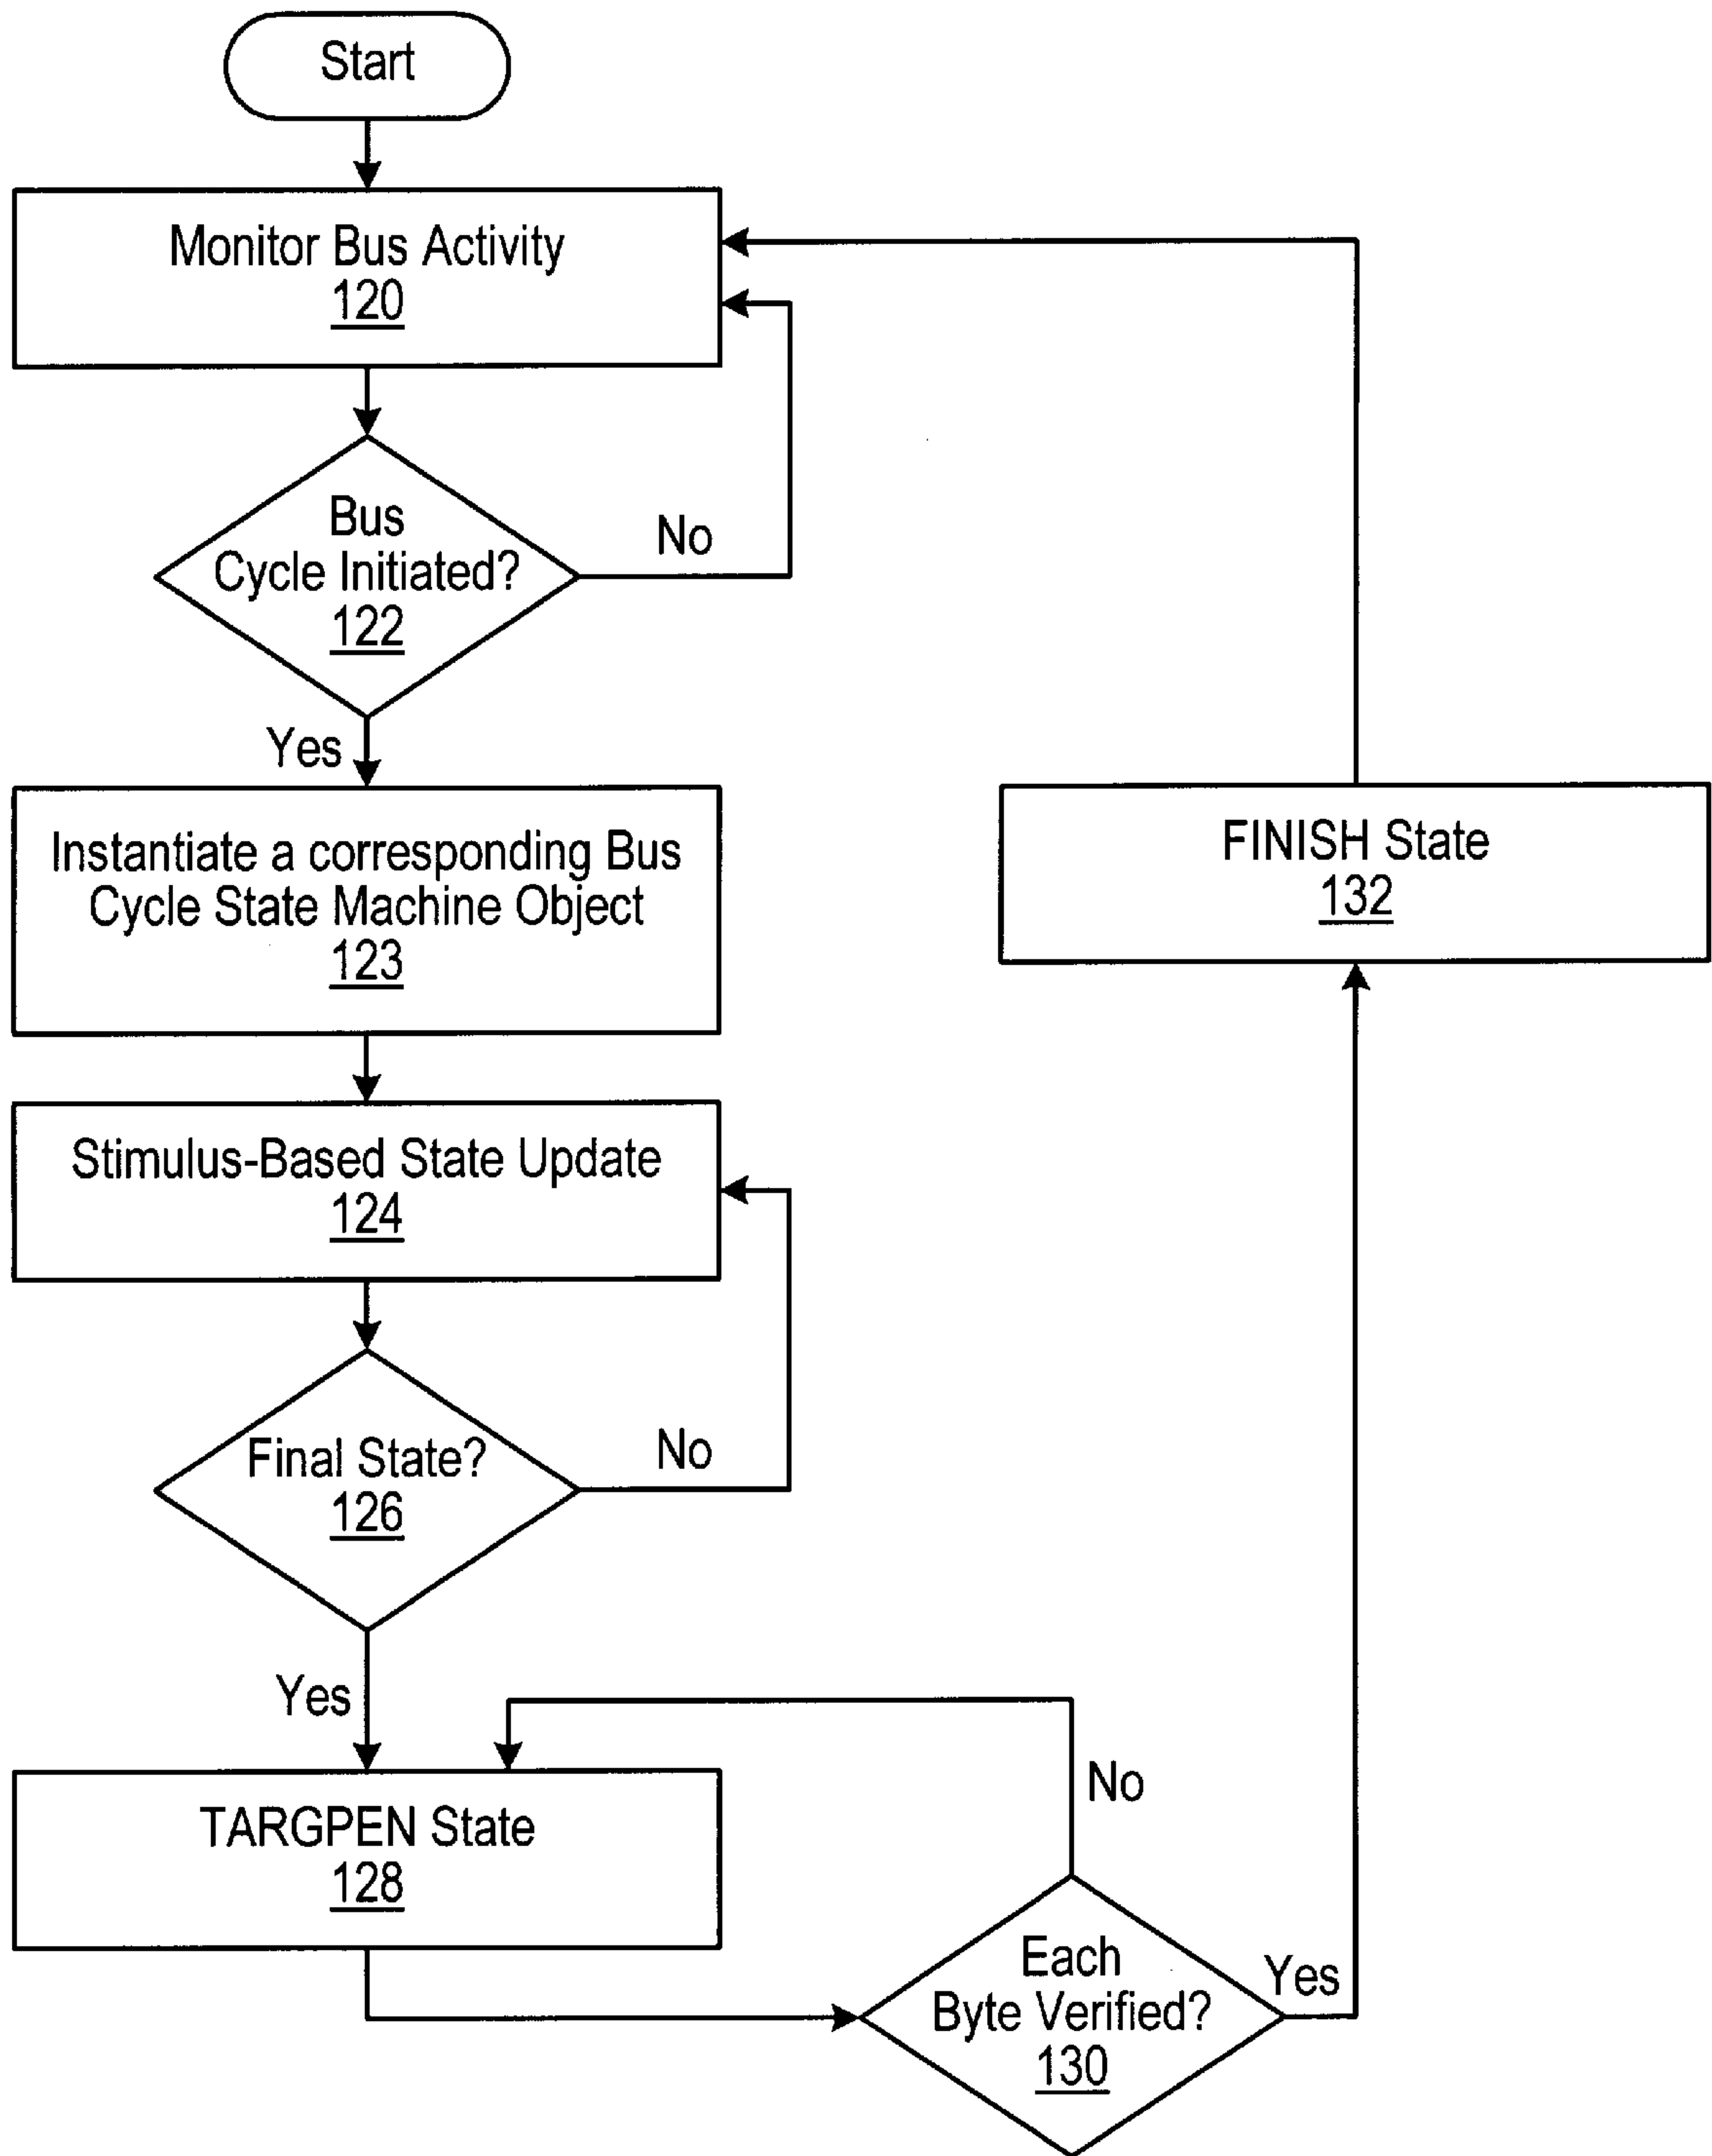 Start
Monitor Bus Activity
120
Bus
Cycle Initiated?
122
No
Yes
Instantiate a corresponding Bus
Cycle State Machine Object
123
FINISH State
132
Stimulus-Based State Update
124
Final State?
126
No
Yes
TARGPEN State
128
No
Each
Byte Verified?
130
Yes